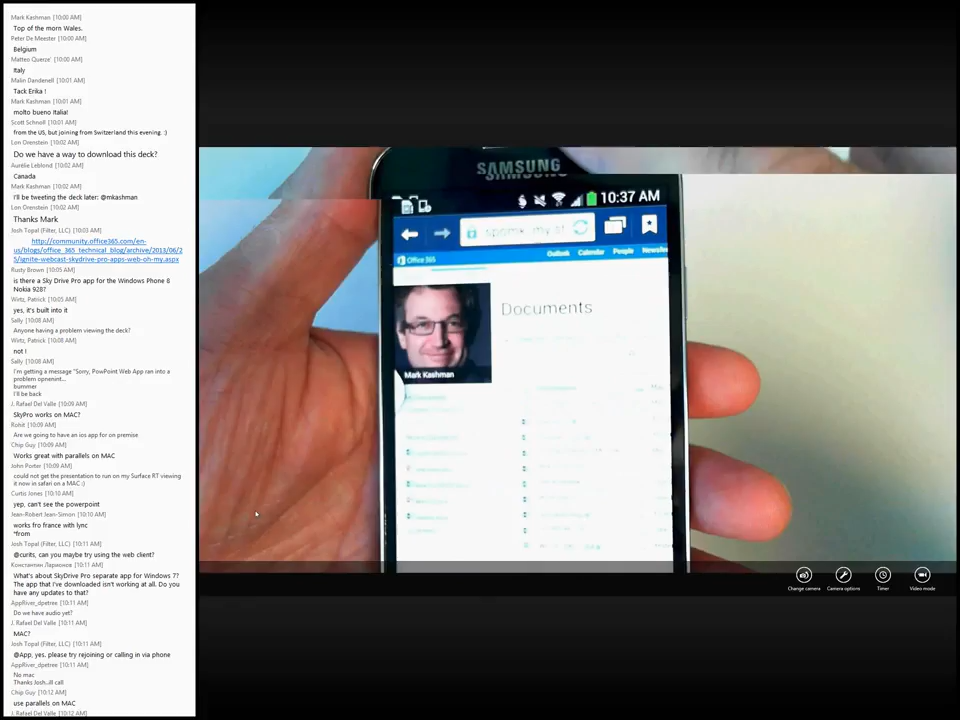 Mark Kashman [10:00 AM]
Top of the morn Wales.
Peter De Meester [10:00 AM]
Belgium
Matteo Querze' [10:00 AM]
Italy
Malin Dandenell [10:01 AM]
Tack Erika !
Mark Kashman [10:01 AM]
molto bueno Italia!
Scott Schnoll [10:01 AM]
from the US, but joining from Switzerland this evening. :)
Lon Orenstein [10:02 AM]
Do we have a way to download this deck?
Aurélie Leblond [10:02 AM]
Canada
Mark Kashman [10:02 AM]
I'll be tweeting the deck later: @mkashman
Lon Orenstein [10:02 AM]
Thanks Mark
Josh Topal (Filter, LLC) [10:03 AM]
http://community.office365.com/en-
us/blogs/office_365_technical_blog/archive/2013/06/2
5/ignite-webcast-skydrive-pro-apps-web-oh-my.aspx
Rusty Brown [10:05 AM]
is there a Sky Drive Pro app for the Windows Phone 8
Nokia 928?
Wirtz, Patrick [10:05 AM]
yes, it's built into it
Sally [10:08 AM]
Anyone having a problem viewing the deck?
Wirtz, Patrick [10:08 AM]
not I
Sally [10:08 AM]
I'm getting a message "Sorry, PowPoint Web App ran into a
problem openenint...
bummer
I'll be back
J. Rafael Del Valle [10:09 AM]
SkyPro works on MAC?
Rohit [10:09 AM]
Are we going to have an ios app for on premise
Chip Guy [10:09 AM]
Works great with parallels on MAC
John Porter [10:09 AM]
could not get the presentation to run on my Surface RT viewing
it now in safari on a MAC :)
Curtis Jones [10:10 AM]
yep, can't see the powerpoint
Jean-Robert Jean-Simon [10:10 AM]
works fro france with lync
*from
Josh Topal (Filter, LLC) [10:11 AM]
@curits, can you maybe try using the web client?
Константин Ларионов [10:11 AM]
What's about SkyDrive Pro separate app for Windows 7?
The app that I've downloaded isn't working at all. Do you
have any updates to that?
AppRiver_dpetree [10:11 AM]
Do we have audio yet?
J. Rafael Del Valle [10:11 AM]
MAC?
Josh Topal (Filter, LLC) [10:11 AM]
@App, yes. please try rejoining or calling in via phone
AppRiver_dpetree [10:11 AM]
No mac
Thanks Josh...ill call
Chip Guy [10:12 AM]
use parallels on MAC
J. Rafael Del Valle [10:12 AM]
SAMSUNG
10:37 AM
Office 365
Outlook Calendar People Newsfeed
Documents
Mark Kashman
Change camera
Camera options
Timer
Video mode